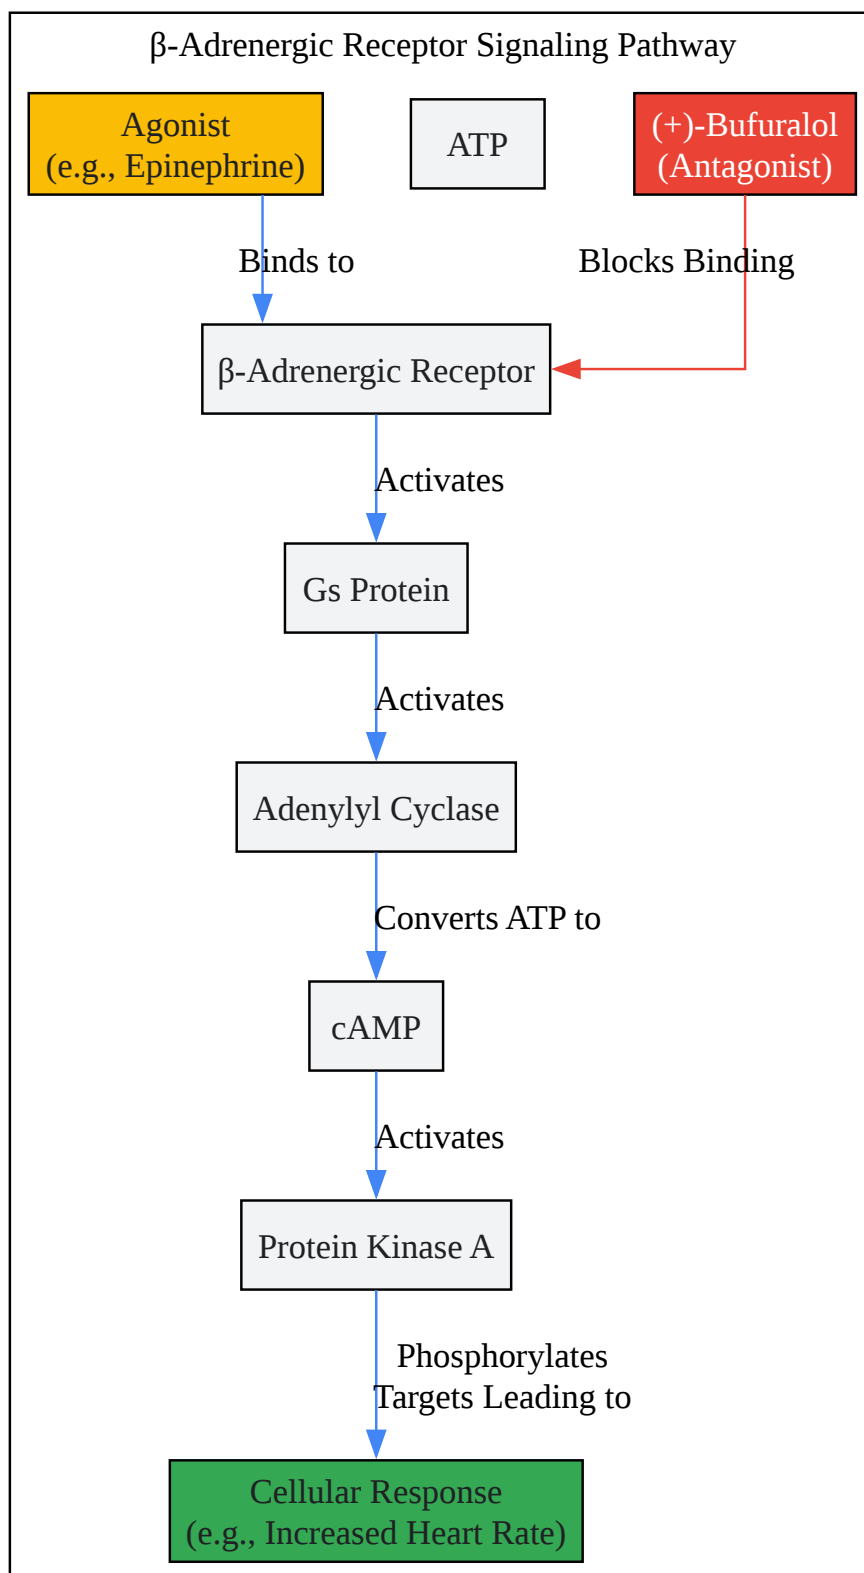 β-Adrenergic Receptor Signaling Pathway
Agonist
(e.g., Epinephrine)
ATP
(+)-Bufuralol
(Antagonist)
Binds to
Blocks Binding
β-Adrenergic Receptor
Activates
Gs Protein
Activates
Adenylyl Cyclase
Converts ATP to
cAMP
Activates
Protein Kinase A
Phosphorylates
Targets Leading to
Cellular Response
(e.g., Increased Heart Rate)